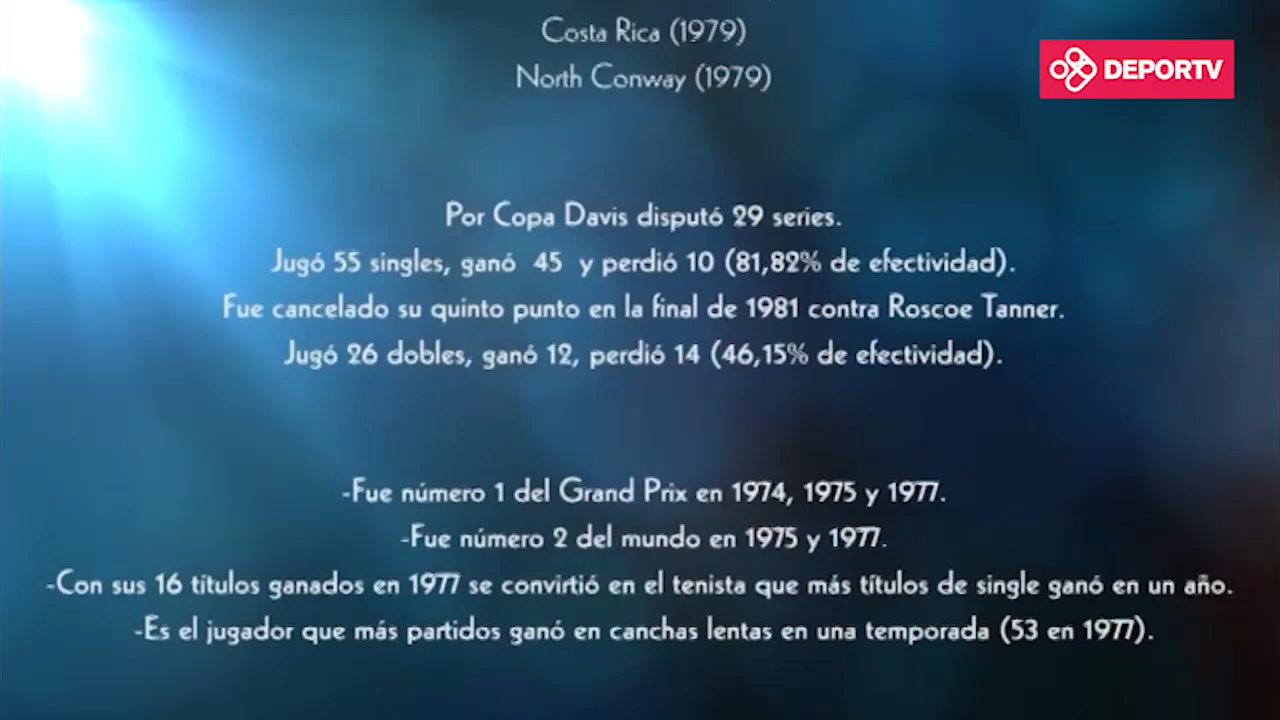 Costa Rica (1979)
North Conway (1979)
DEPORTV
Por Copa Davis disputó 29 series.
Jugó 55 singles, ganó  45  y perdió 10 (81,82% de efectividad).
Fue cancelado su quinto punto en la final de 1981 contra Roscoe Tanner.
Jugó 26 dobles, ganó 12, perdió 14 (46,15% de efectividad).
-Fue número 1 del Grand Prix en 1974, 1975 y 1977.
-Fue número 2 del mundo en 1975 y 1977.
-Con sus 16 títulos ganados en 1977 se convirtió en el tenista que más títulos de single ganó en un año.
-Es el jugador que más partidos ganó en canchas lentas en una temporada (53 en 1977).